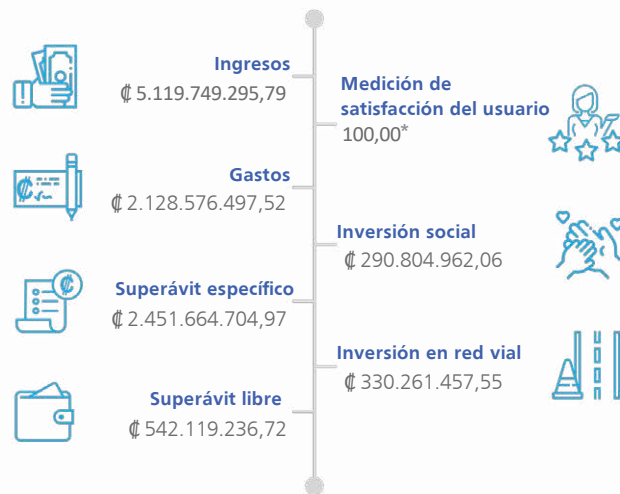 Ingresos
₡ 5.119.749.295,79
Gastos
₡ 2.128.576.497,52
Superávit específico
₡ 2.451.664.704,97
Superávit libre
₡ 542.119.236,72
Medición de
satisfacción del usuario
100,00*
Inversión social
₡ 290.804.962,06
Inversión en red vial
₡ 330.261.457,55